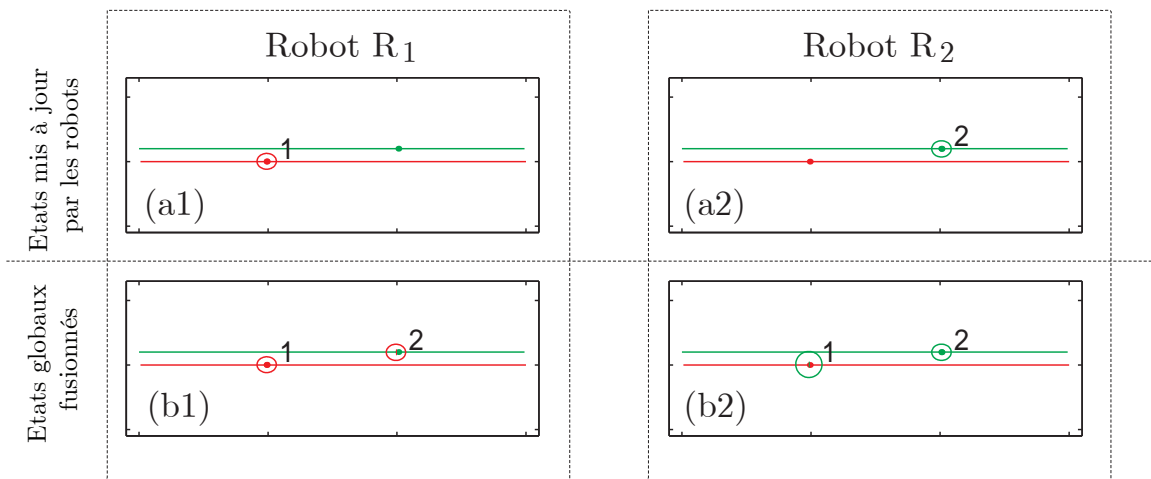 Robot R1
Robot R2
Etats mis à jour
par les robots
1
(a1)
2
(a2)
Etats globaux
fusionnés
1
2
(b1)
1
2
(b2)